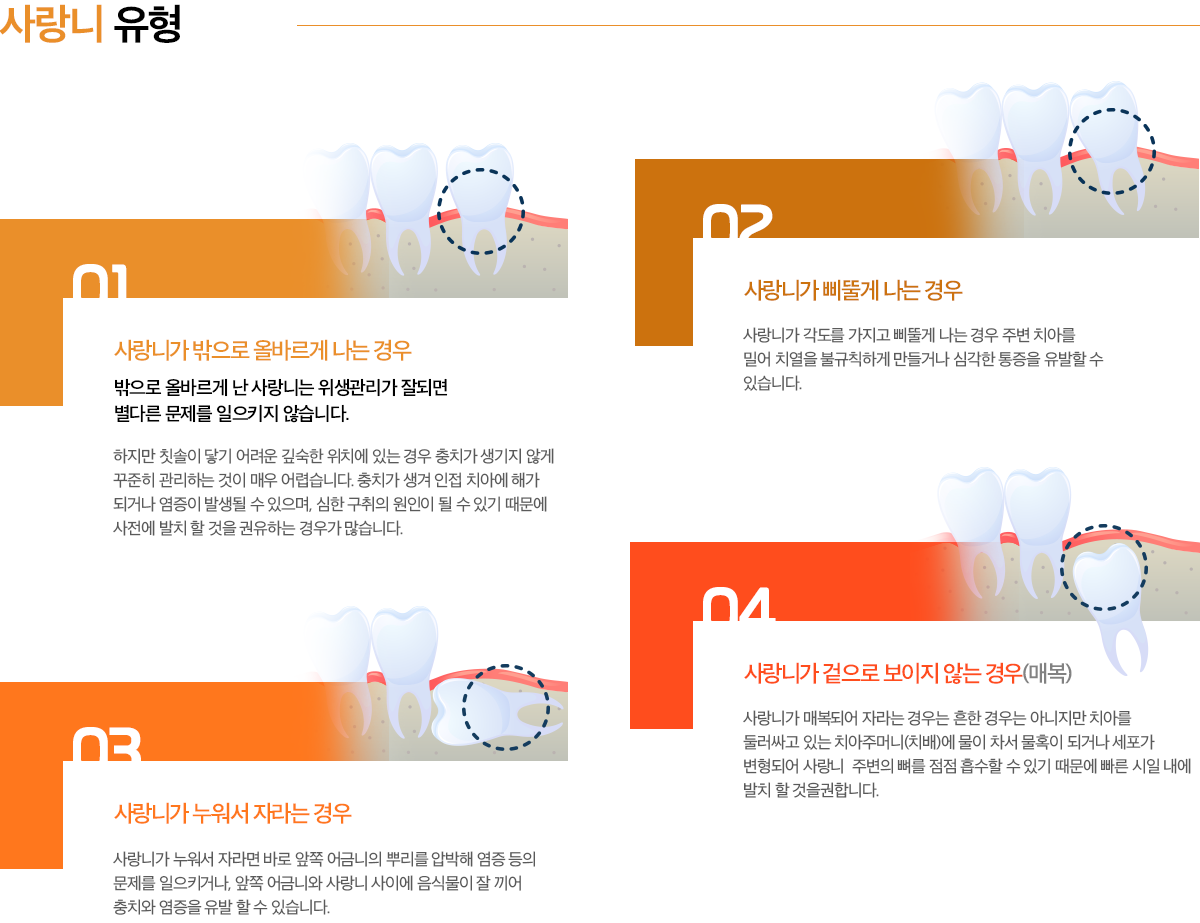 사랑니 유형
01
사랑니가 밖으로 올바르게 나는 경우
밖으로 올바르게 난 사랑니는 위생관리가 잘되면
별다른 문제를 일으키지 않습니다.
하지만 칫솔이 닿기 어려운 깊숙한 위치에 있는 경우 충치가 생기지 않게
꾸준히 관리하는 것이 매우 어렵습니다. 충치가 생겨 인접 치아에 해가
되거나 염증이 발생될 수 있으며, 심한 구취의 원인이 될 수 있기 때문에
사전에 발치 할 것을 권유하는 경우가 많습니다.
02
사랑니가 삐뚤게 나는 경우
사랑니가 각도를 가지고 삐뚤게 나는 경우 주변 치아를
밀어 치열을 불규칙하게 만들거나 심각한 통증을 유발할 수
있습니다.
03
사랑니가 누워서 자라는 경우
사랑니가 누워서 자라면 바로 앞쪽 어금니의 뿌리를 압박해 염증 등의
문제를 일으키거나, 앞쪽 어금니와 사랑니 사이에 음식물이 잘 끼어
충치와 염증을 유발 할 수 있습니다.
04
사랑니가 겉으로 보이지 않는 경우(매복)
사랑니가 매복되어 자라는 경우는 흔한 경우는 아니지만 치아를
둘러싸고 있는 치아주머니(치배)에 물이 차서 물혹이 되거나 세포가
변형되어 사랑니  주변의 뼈를 점점 흡수할 수 있기 때문에 빠른 시일 내에
발치 할 것을권합니다.